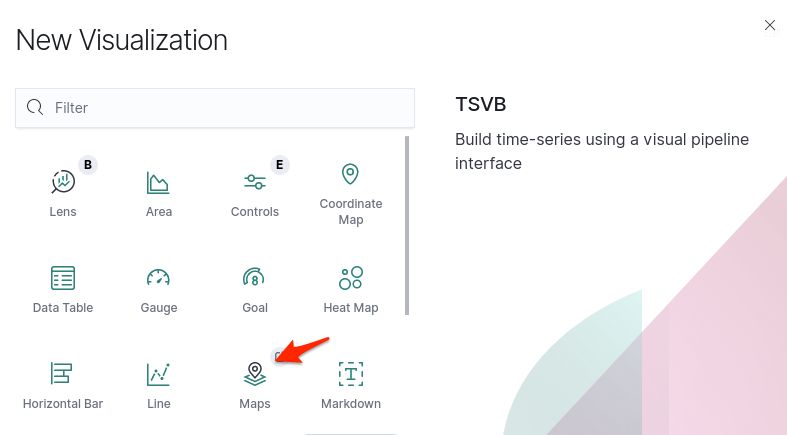 New Visualization
Filter
B
E
Lens
Area
Controls
Coordinate
Map
Data Table
Gauge
8
Goal
Heat Map
Horizontal Bar
Line
Maps
T
Markdown
TSVB
Build time-series using a visual pipeline
interface